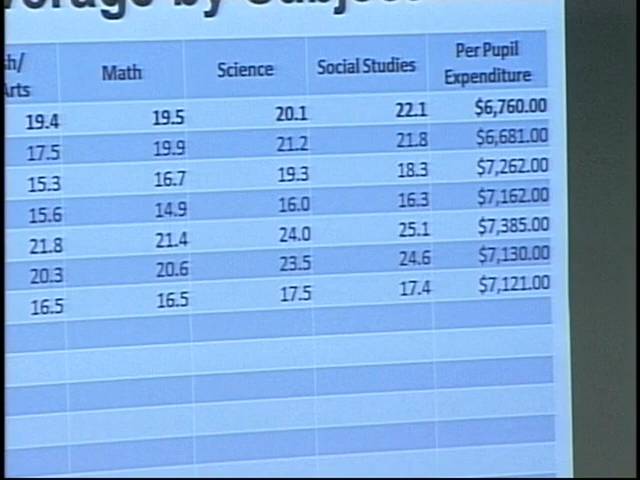 by
sh/
Arts Math Science Social Studies Per Pupil Expenditure
19.4 19.5 20.1 22.1 $6,760.00
17.5 19.9 21.2 21.8 $6,681.00
15.3 16.7 19.3 18.3 $7,262.00
15.6 14.9 16.0 16.3 $7,162.00
21.8 21.4 24.0 25.1 $7,385.00
20.3 20.6 23.5 24.6 $7,130.00
16.5 16.5 17.5 17.4 $7,121.00